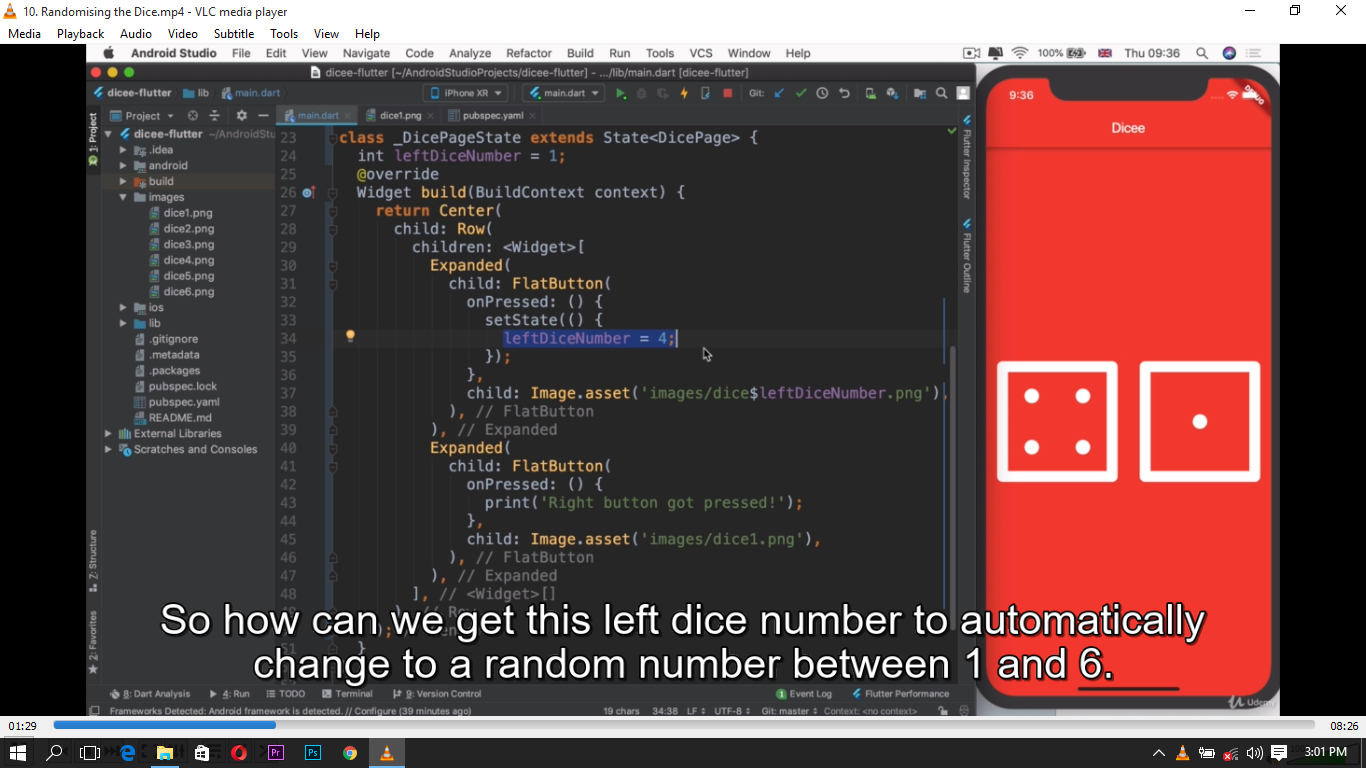 10. Randomising the Dice.mp4 - VLC media player
Media Playback Audio Video Subtitle Tools View Help
Android Studio File Edit View Navigate Code Analyze Refactor Build Run Tools VCS Window Help 100% Thu 09:36
dicee-flutter [~/AndroidStudioProjects/dicee-flutter] - .../lib/main.dart [dicee-flutter]
dicee-flutter lib main.dart iPhone XR main.dart Git:
Project main.dart dice1.png pubspec.yaml
1: Project
dicee-flutter ~/AndroidStu
.idea
android
build
images
dice1.png
dice2.png
dice3.png
dice4.png
dice5.png
dice6.png
ios
lib
.gitignore
.metadata
.packages
pubspec.lock
pubspec.yaml
README.md
External Libraries
Scratches and Consoles
Z: Structure
2: Favorites
23 class _DicePageState extends State<DicePage> {
24 int leftDiceNumber = 1;
25 @override
26 Widget build(BuildContext context) {
27 return Center(
28 child: Row(
29 children: <Widget>[
30 Expanded(
31 child: FlatButton(
32 onPressed: () {
33 setState(() {
34 leftDiceNumber = 4;
35 });
36 },
37 child: Image.asset('images/dice$leftDiceNumber.png'),
38 ), // FlatButton
39 ), // Expanded
40 Expanded(
41 child: FlatButton(
42 onPressed: () {
43 print('Right button got pressed!');
44 },
45 child: Image.asset('images/dice1.png'),
46 ), // FlatButton
47 ), // Expanded
48 ], // <Widget>[]
Flutter Inspector
Flutter Outline
9:36
DEBUG
Dicee
So how can we get this left dice number to automatically
change to a random number between 1 and 6.
8: Dart Analysis 4: Run TODO Terminal 9: Version Control 1 Event Log Flutter Performance
Frameworks Detected: Android framework is detected. // Configure (39 minutes ago) 19 chars 34:38 LF UTF-8 Git: master Context: <no context>
Udemy
01:29 08:26
Pr Ps 3:01 PM